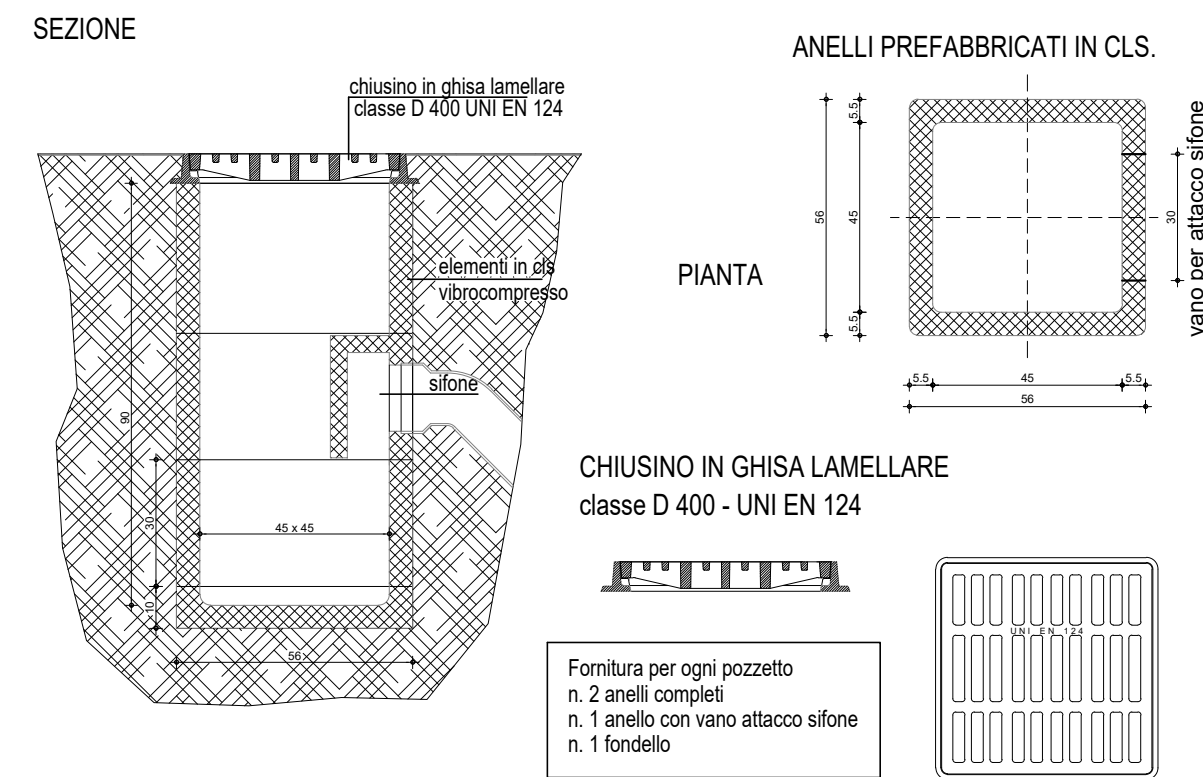 SEZIONE
ANELLI PREFABBRICATI IN CLS.
chiusino in ghisa lamellare
classe D 400 UNI EN 124
elementi in cls
vibrocompresso
sifone
90
30
45 x 45
10
56
PIANTA
5.5
56
45
5.5
30
vano per attacco sifone
5.5
45
5.5
56
CHIUSINO IN GHISA LAMELLARE
classe D 400 - UNI EN 124
UNI EN 124
Fornitura per ogni pozzetto
n. 2 anelli completi
n. 1 anello con vano attacco sifone
n. 1 fondello